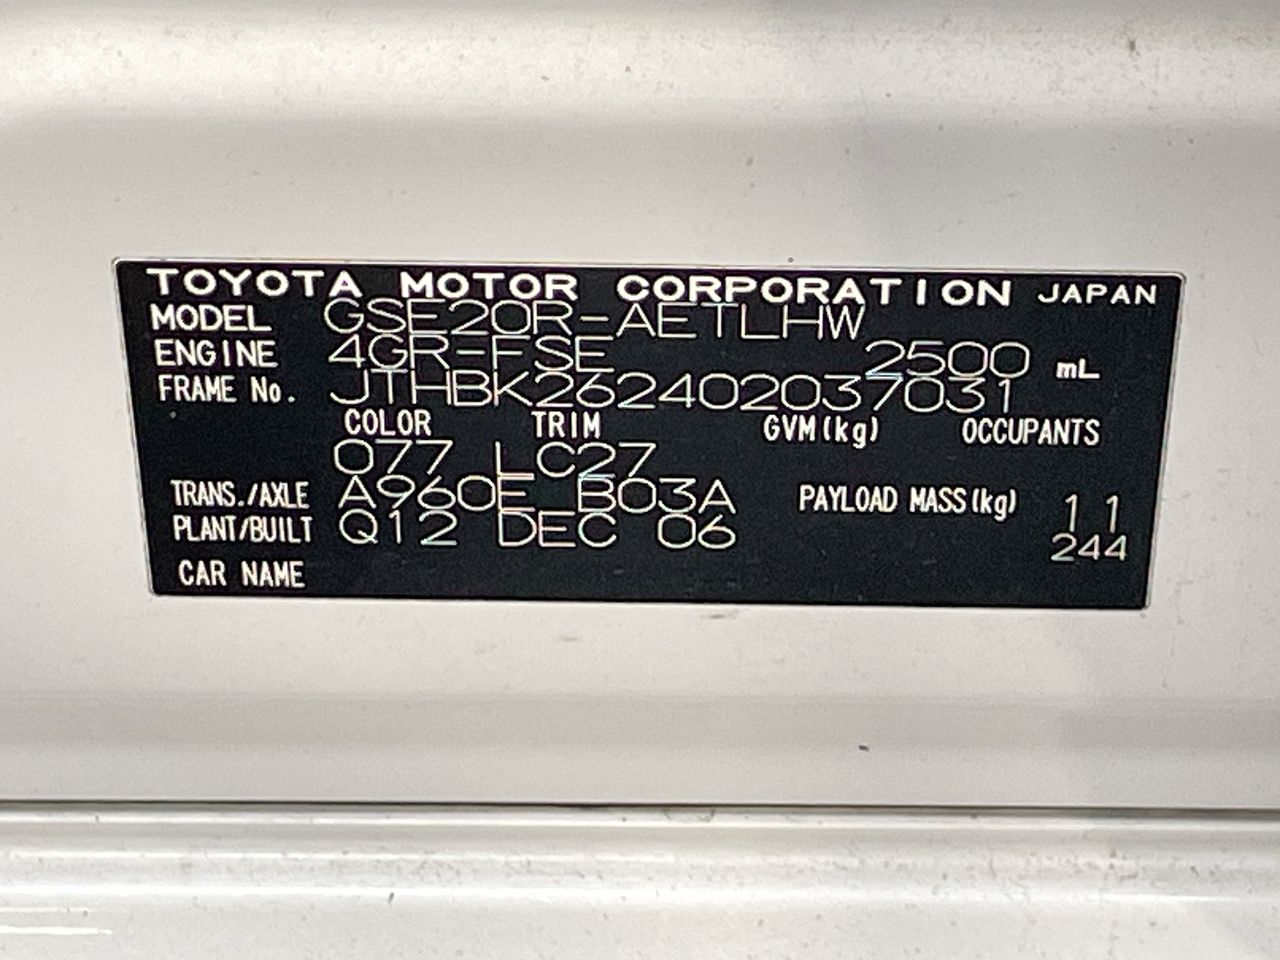 TOYOTA MOTOR CORPORATION JAPAN
MODEL GSE20R-AETLHW
ENGINE 4GR-FSE 2500 mL
FRAME No. JTHBK262402037031
COLOR TRIM GVM(kg) OCCUPANTS
077 LC27
TRANS./AXLE A960E B03A PAYLOAD MASS(kg) 11
PLANT/BUILT Q12 DEC 06 244
CAR NAME